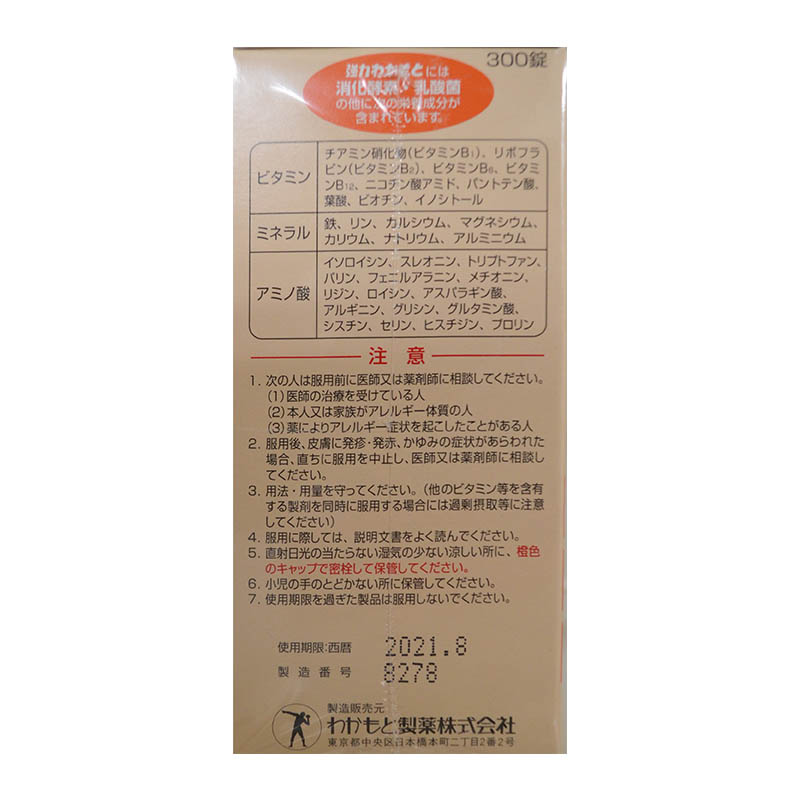 300錠
強力わかもとには
消化酵素、乳酸菌
の他に次の栄養成分が
含まれています。
ビタミン
チアミン硝化物(ビタミンB1)、リボフラ
ビン(ビタミンB2)、ビタミンB6、ビタミ
ンB12、ニコチン酸アミド、パントテン酸、
葉酸、ビオチン、イノシトール
ミネラル
鉄、リン、カルシウム、マグネシウム、
カリウム、ナトリウム、アルミニウム
アミノ酸
イソロイシン、スレオニン、トリプトファン、
バリン、フェニルアラニン、メチオニン、
リジン、ロイシン、アスパラギン酸、
アルギニン、グリシン、グルタミン酸、
シスチン、セリン、ヒスチジン、プロリン
注意
1. 次の人は服用前に医師又は薬剤師に相談してください。
(1)医師の治療を受けている人
(2)本人又は家族がアレルギー体質の人
(3)薬によりアレルギー症状を起こしたことがある人
2. 服用後、皮膚に発疹・発赤、かゆみの症状があらわれた
場合、直ちに服用を中止し、医師又は薬剤師に相談し
てください。
3. 用法・用量を守ってください。(他のビタミン等を含有
する製剤を同時に服用する場合には過剰摂取等に注意
してください)
4. 服用に際しては、説明文書をよく読んでください。
5. 直射日光の当たらない湿気の少ない涼しい所に、橙色
のキャップで密栓して保管してください。
6. 小児の手のとどかない所に保管してください。
7. 使用期限を過ぎた製品は服用しないでください。
使用期限:西暦 2021.8
製造番号 8278
製造販売元
わかもと製薬株式会社
東京都中央区日本橋本町二丁目2番2号